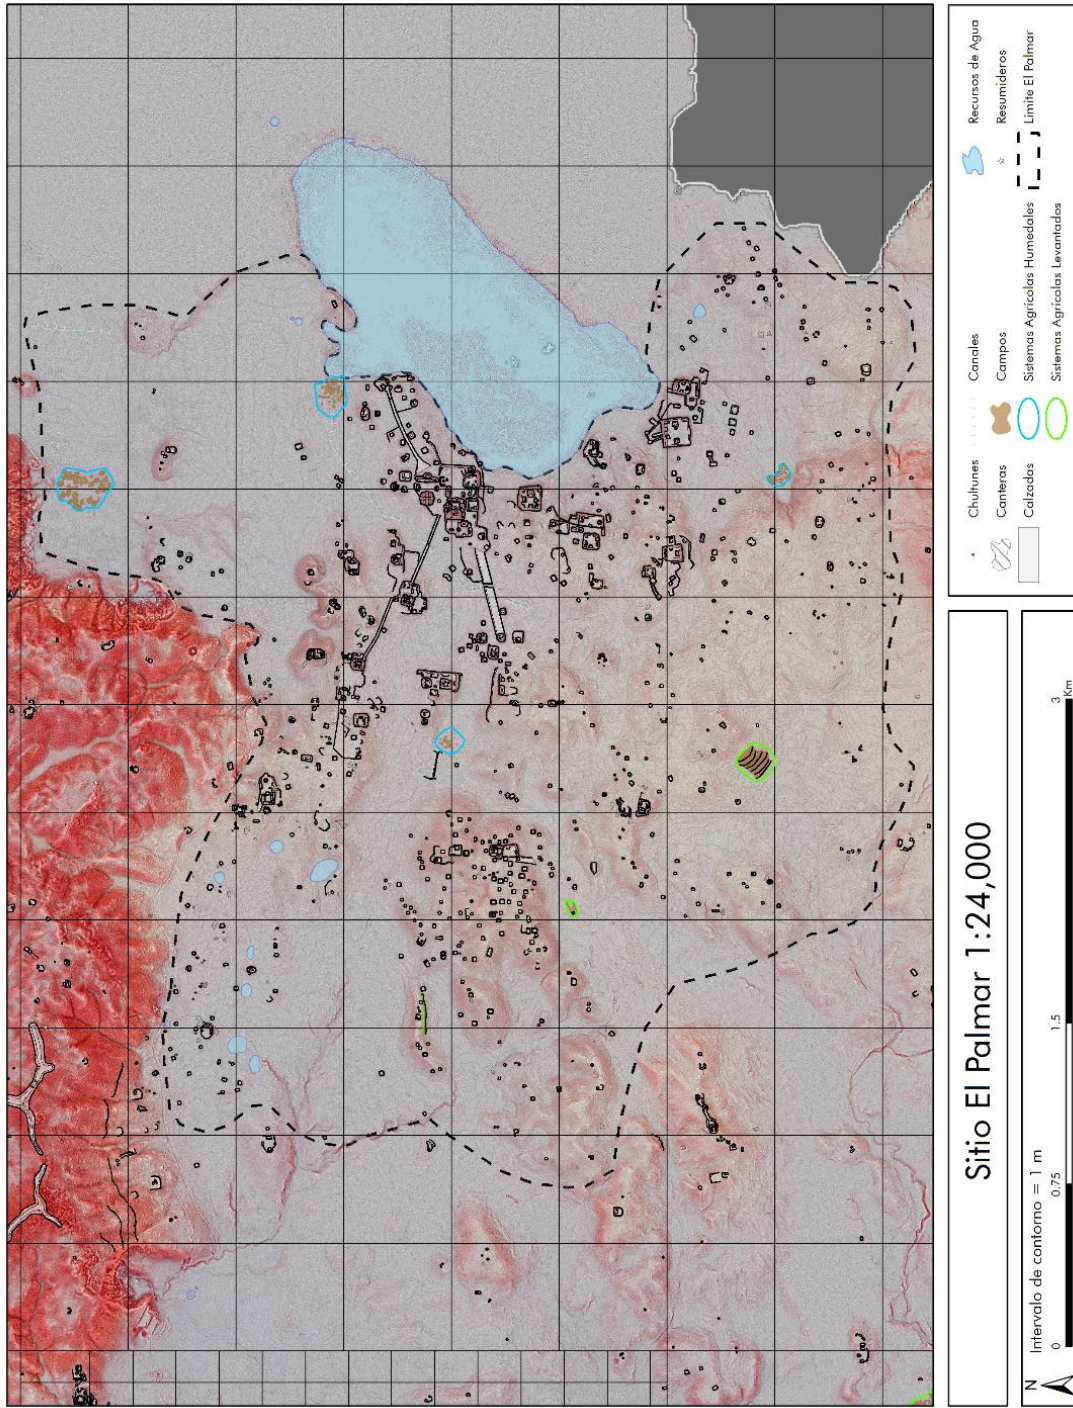 Sitio El Palmar 1:24,000
N
Intervalo de contorno = 1 m
0 0.75 1.5 3
Km
Chultunes
Canteras
Calzadas
Canales
Campos
Sistemas Agrícolas Humedales
Sistemas Agrícolas Levantados
Recursos de Agua
Resumideros
Limite El Palmar